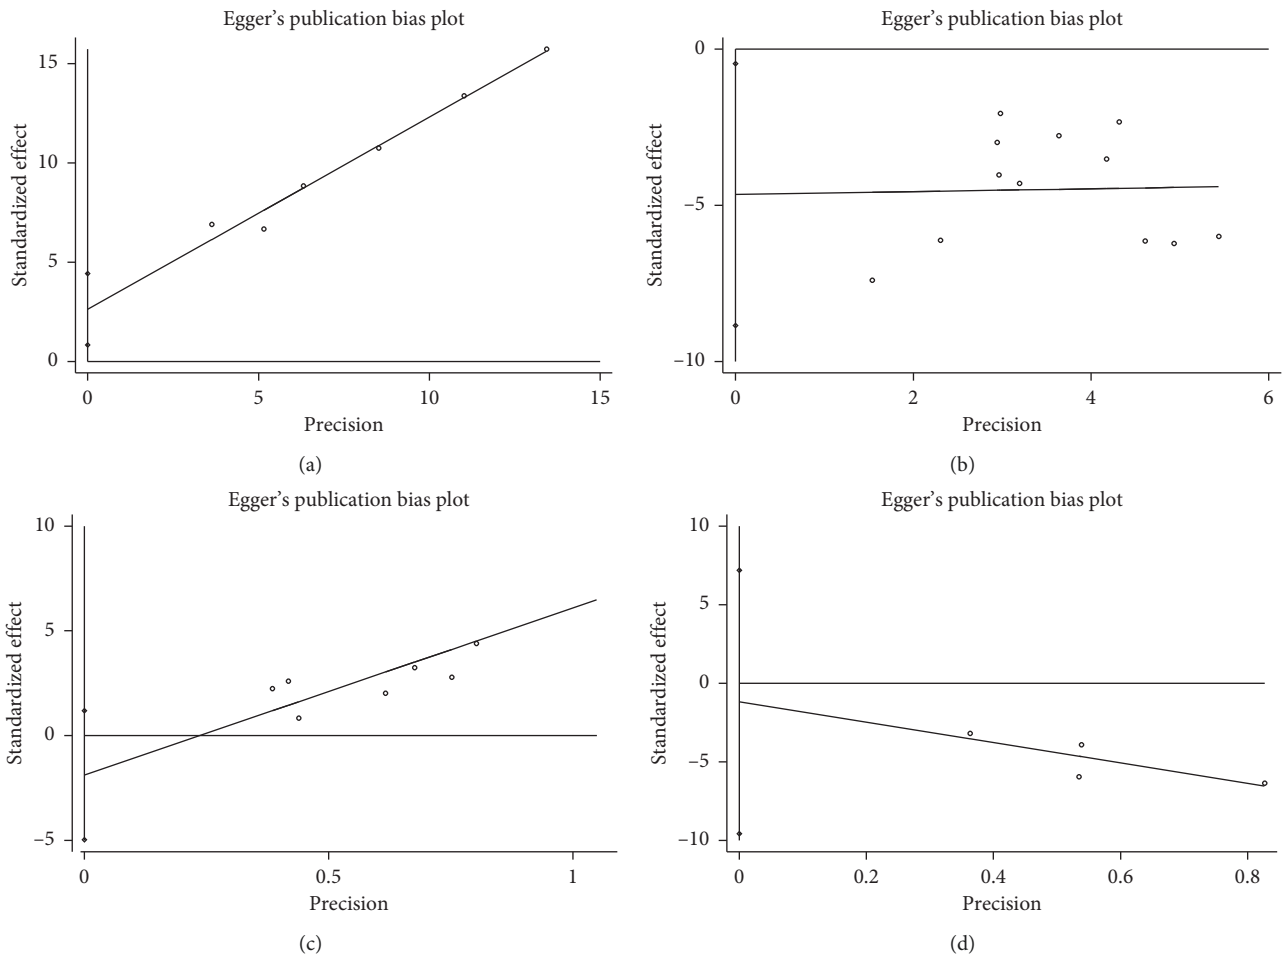 Egger’s publication bias plot
15
10
5
0
Standardized effect
0
5
10
15
Precision
(a)
Egger’s publication bias plot
0
−5
−10
Standardized effect
0
2
4
6
Precision
(b)
Egger’s publication bias plot
10
5
0
−5
Standardized effect
0
0.5
1
Precision
(c)
Egger’s publication bias plot
10
5
0
−5
−10
Standardized effect
0
0.2
0.4
0.6
0.8
Precision
(d)